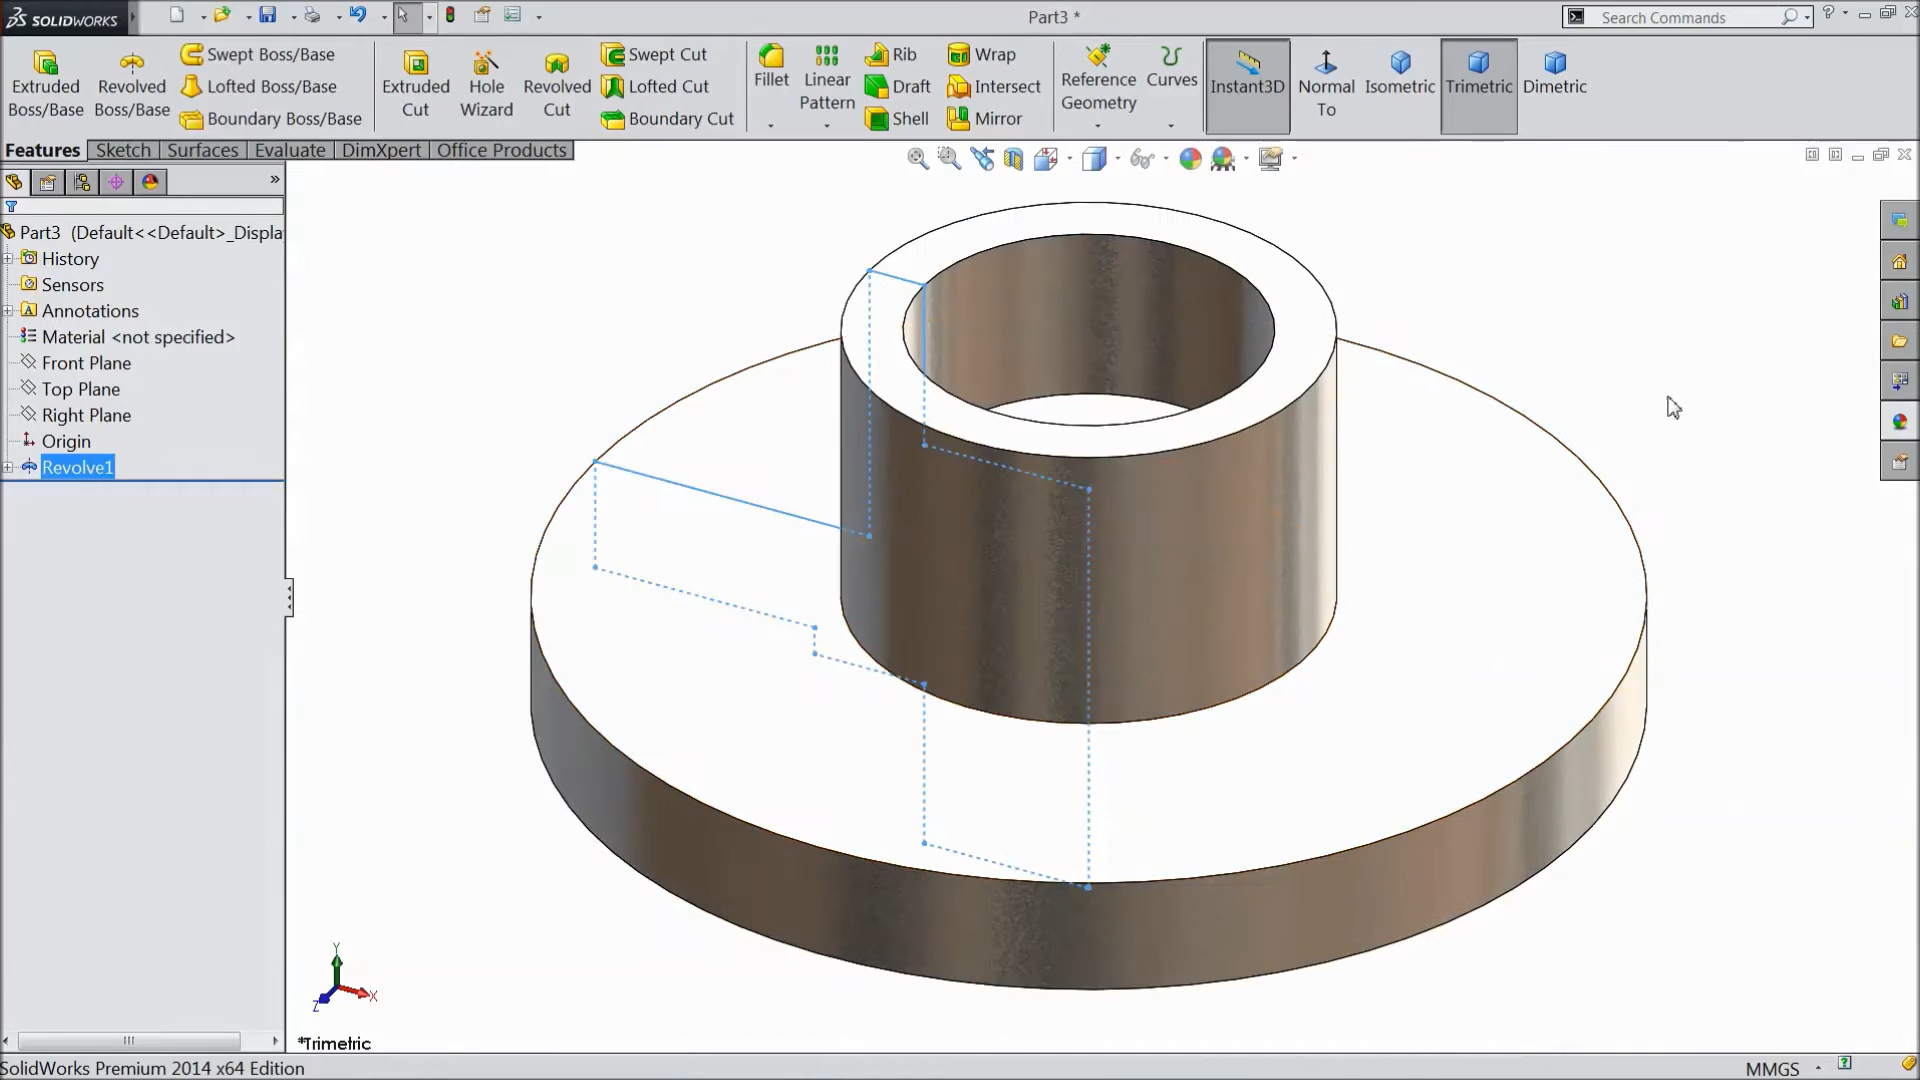 SOLIDWORKS
Part3 *
Search Commands
Extruded Boss/Base
Revolved Boss/Base
Swept Boss/Base
Lofted Boss/Base
Boundary Boss/Base
Extruded Cut
Hole Wizard
Revolved Cut
Swept Cut
Lofted Cut
Boundary Cut
Fillet
Linear Pattern
Rib
Draft
Shell
Wrap
Intersect
Mirror
Reference Geometry
Curves
Instant3D
Normal To
Isometric
Trimetric
Dimetric
Features
Sketch
Surfaces
Evaluate
DimXpert
Office Products
Part3 (Default<<Default>_Displa
History
Sensors
Annotations
Material <not specified>
Front Plane
Top Plane
Right Plane
Origin
Revolve1
Y
X
Z
*Trimetric
SolidWorks Premium 2014 x64 Edition
MMGS